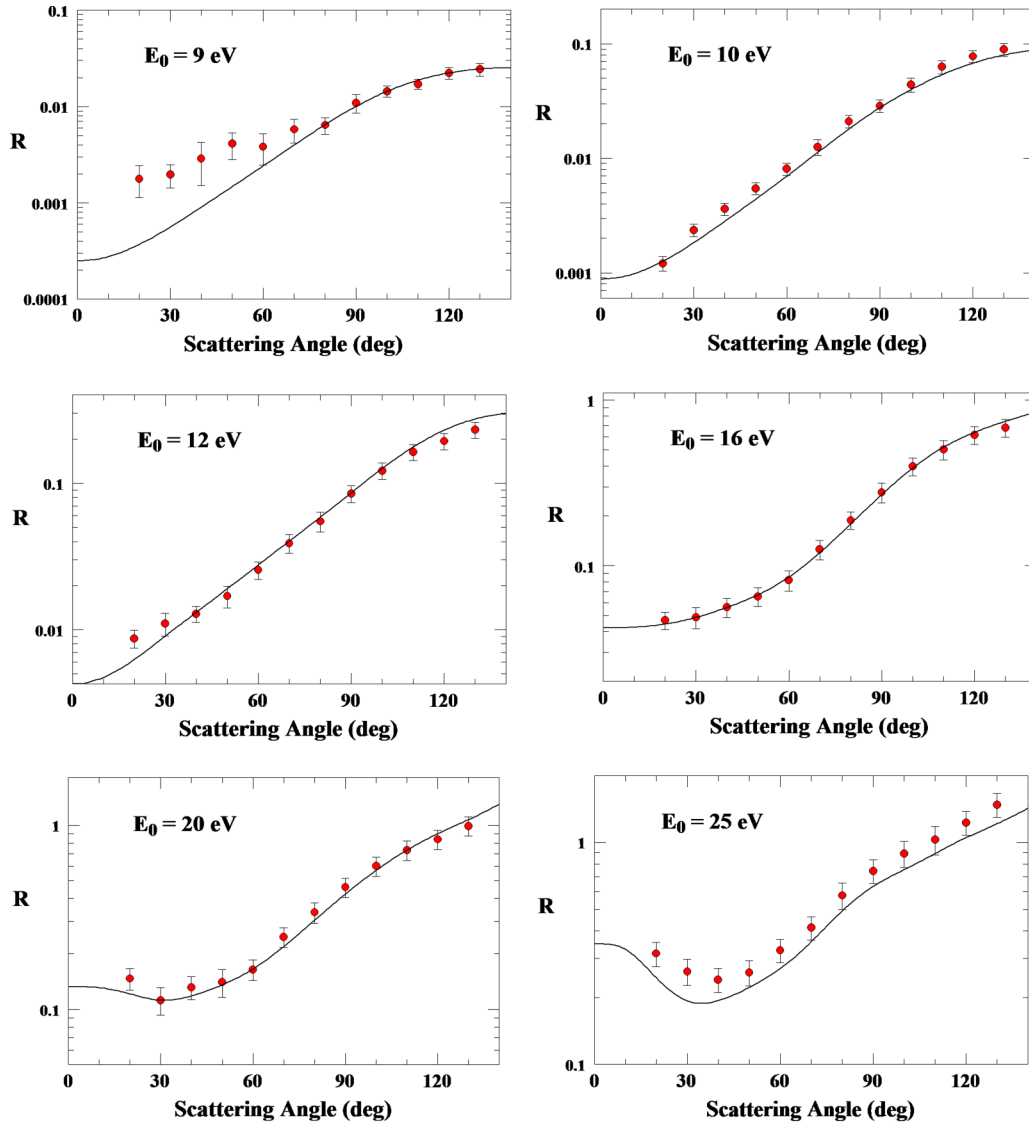 E₀ = 9 eV
R
0.1
0.01
0.001
0.0001
0 30 60 90 120
Scattering Angle (deg)
E₀ = 10 eV
R
0.1
0.01
0.001
0 30 60 90 120
Scattering Angle (deg)
E₀ = 12 eV
R
0.1
0.01
0 30 60 90 120
Scattering Angle (deg)
E₀ = 16 eV
R
1
0.1
0 30 60 90 120
Scattering Angle (deg)
E₀ = 20 eV
R
1
0.1
0 30 60 90 120
Scattering Angle (deg)
E₀ = 25 eV
R
1
0.1
0 30 60 90 120
Scattering Angle (deg)